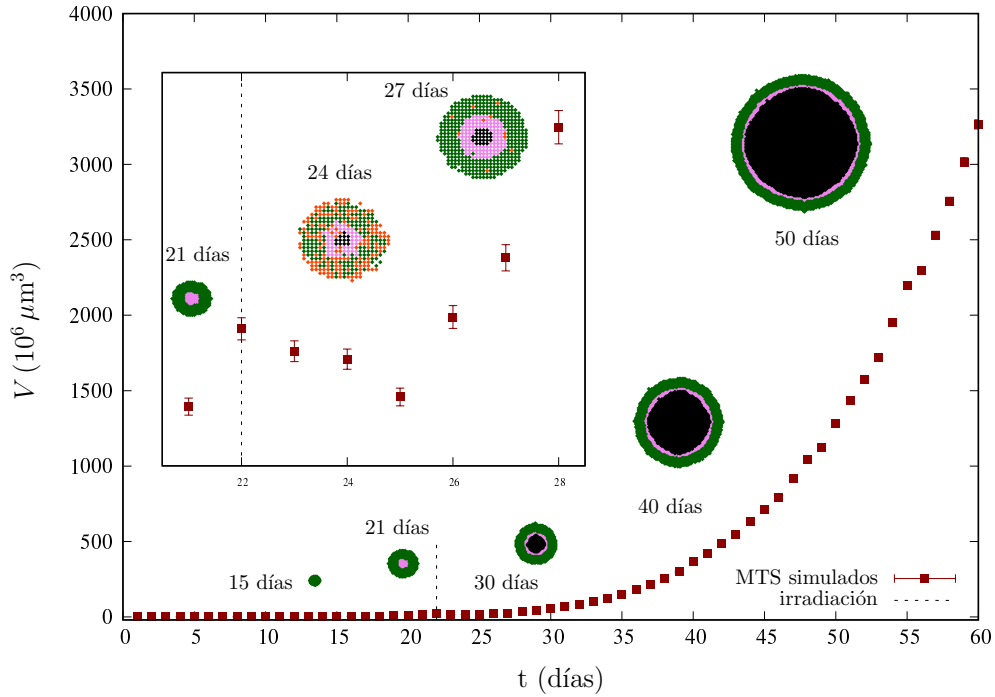 4000
3500
3000
2500
2000
1500
1000
500
0
V (10⁶ μm³)
27 días
24 días
21 días
22
24
26
28
50 días
40 días
21 días
15 días
30 días
MTS simulados
irradiación
0
5
10
15
20
25
30
35
40
45
50
55
60
t (días)